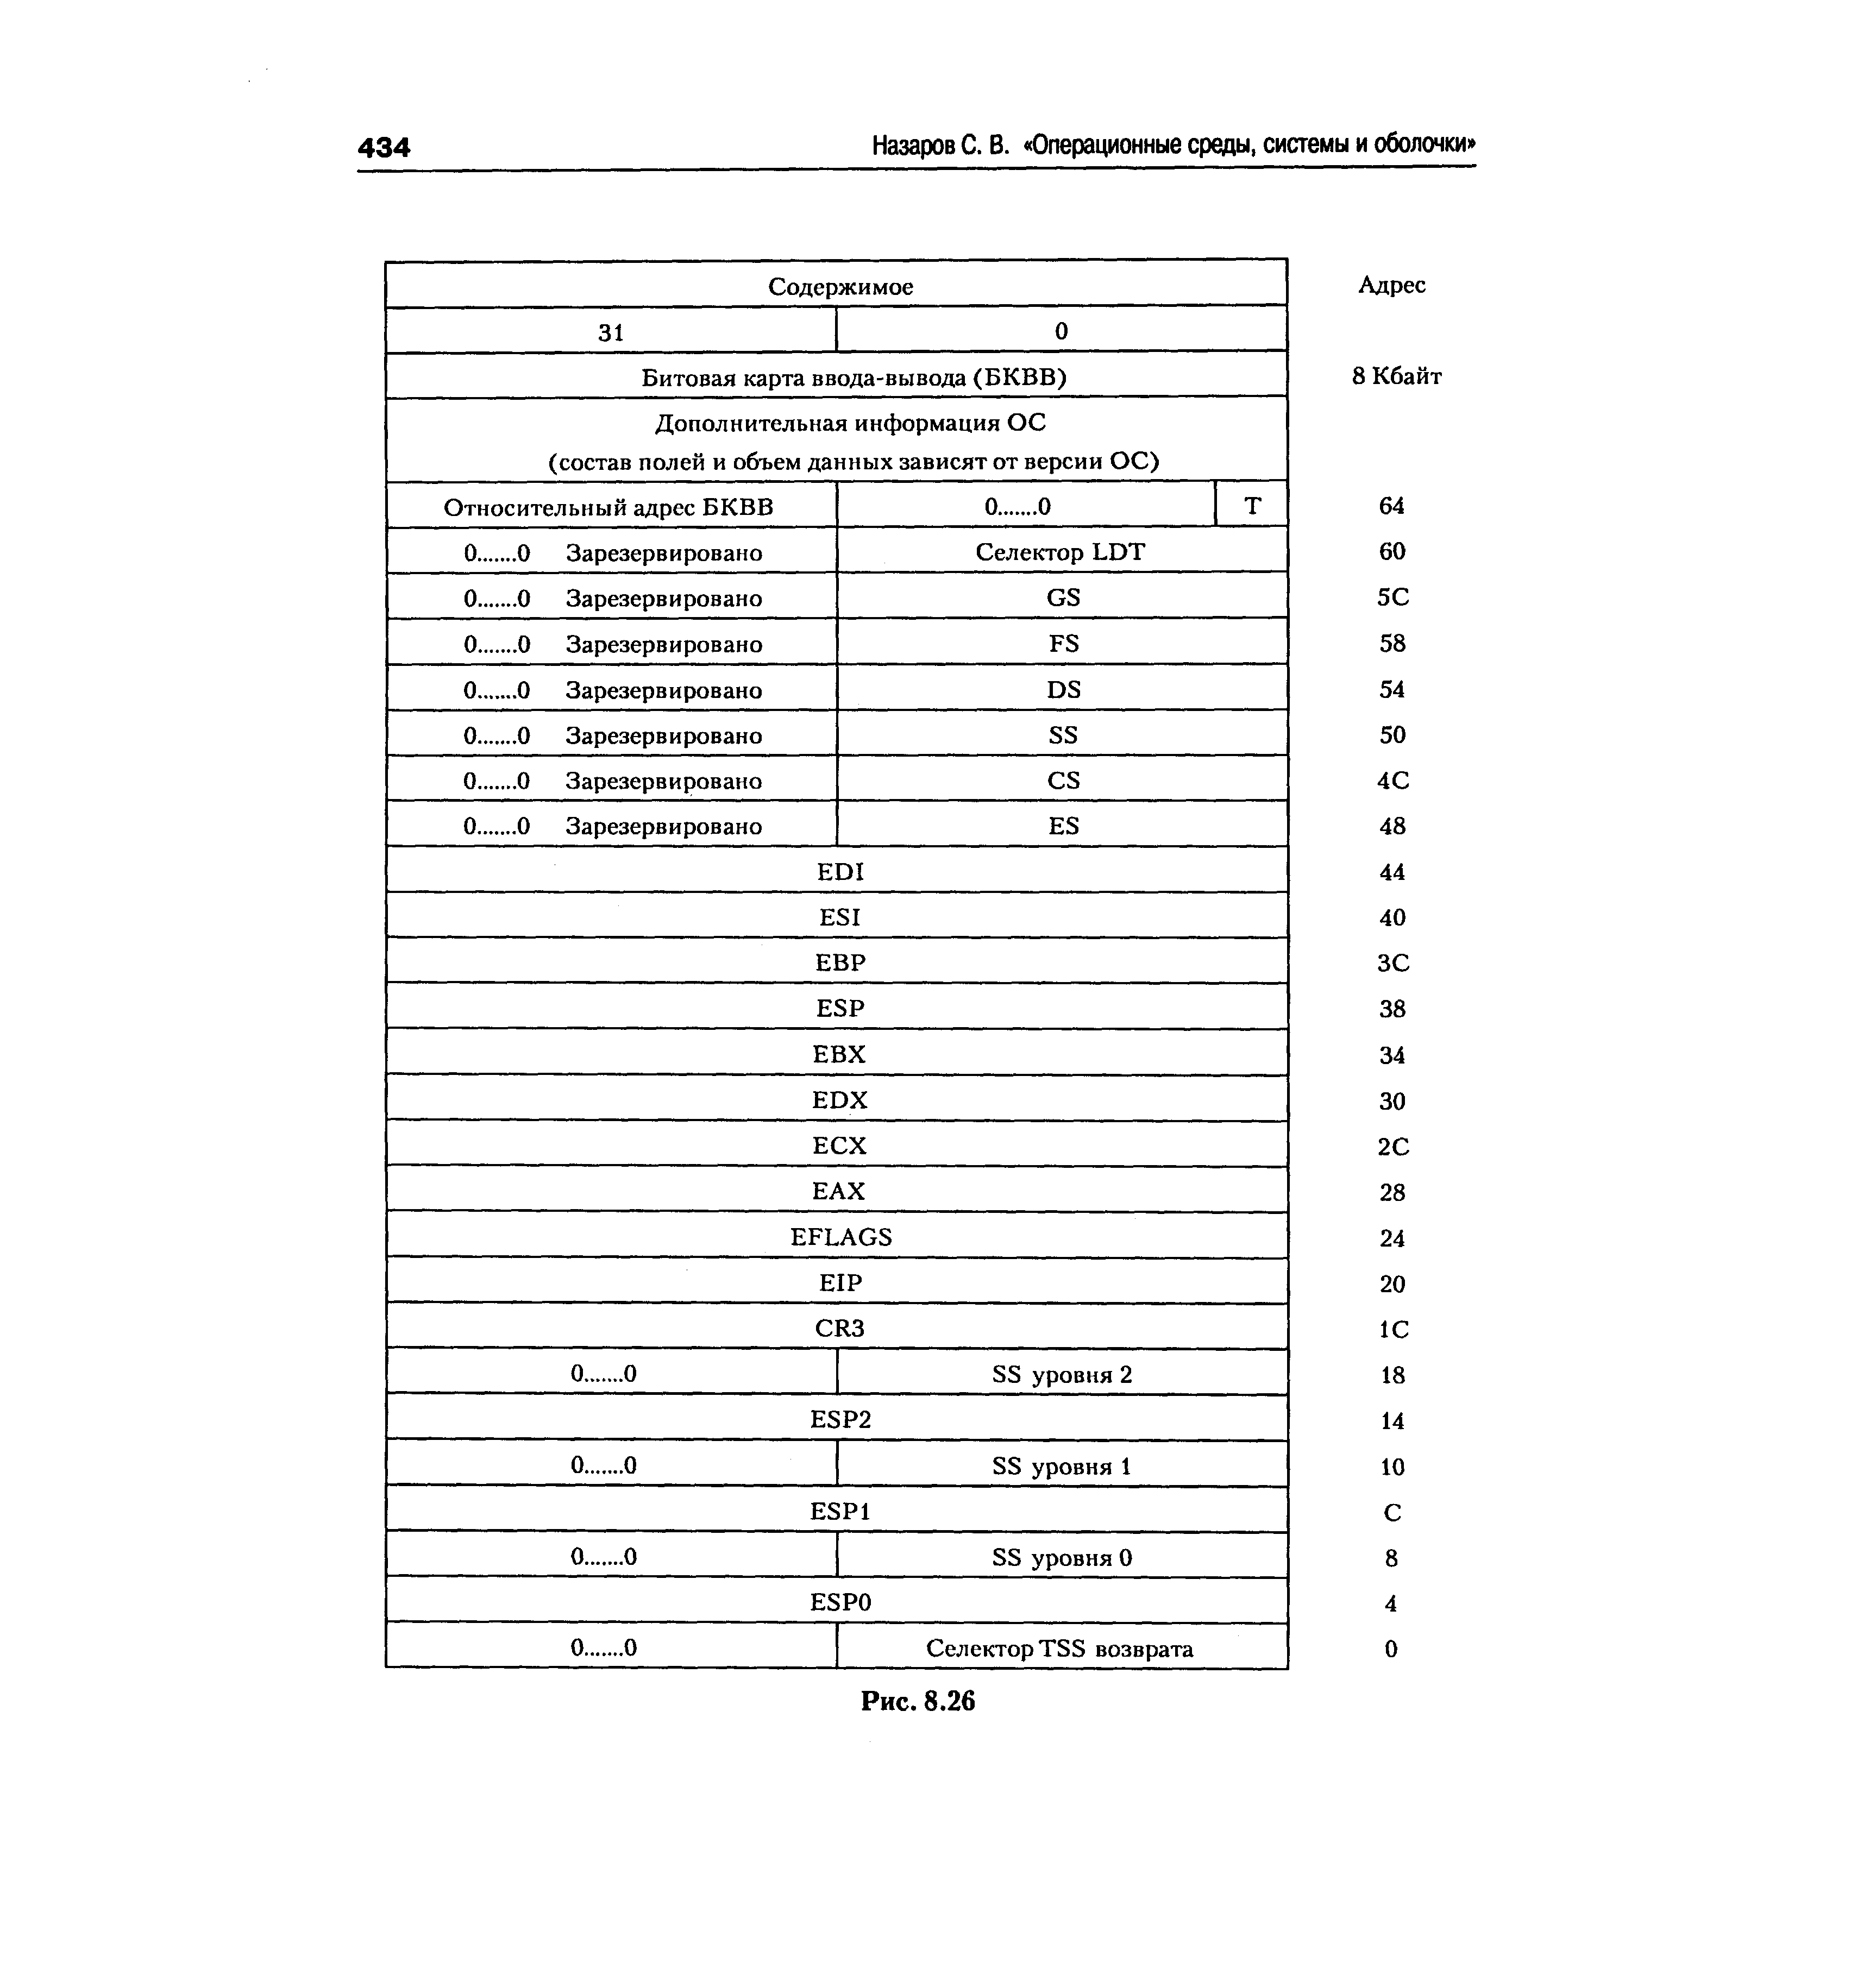 434 Назаров С. В. «Операционные среды, системы и оболочки»
Содержимое Адрес
31 0
Битовая карта ввода-вывода (БКВВ) 8 Кбайт
Дополнительная информация ОС
(состав полей и объем данных зависят от версии ОС)
Относительный адрес БКВВ 0.......0 T 64
0.......0 Зарезервировано Селектор LDT 60
0.......0 Зарезервировано GS 5C
0.......0 Зарезервировано FS 58
0.......0 Зарезервировано DS 54
0.......0 Зарезервировано SS 50
0.......0 Зарезервировано CS 4C
0.......0 Зарезервировано ES 48
EDI 44
ESI 40
EBP 3C
ESP 38
EBX 34
EDX 30
ECX 2C
EAX 28
EFLAGS 24
EIP 20
CR3 1C
0.......0 SS уровня 2 18
ESP2 14
0.......0 SS уровня 1 10
ESP1 C
0.......0 SS уровня 0 8
ESP0 4
0.......0 Селектор TSS возврата 0
Рис. 8.26